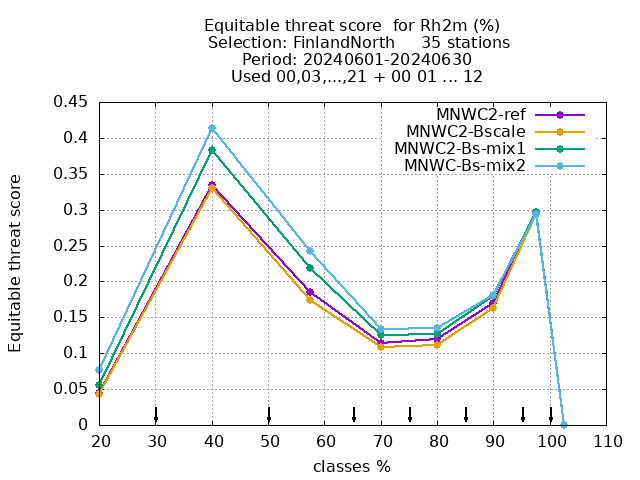 Equitable threat score  for Rh2m (%)
Selection: FinlandNorth     35 stations
Period: 20240601-20240630
Used 00,03,...,21 + 00 01 ... 12
MNWC2-ref
MNWC2-Bscale
MNWC2-Bs-mix1
MNWC-Bs-mix2
Equitable threat score
0.45
0.4
0.35
0.3
0.25
0.2
0.15
0.1
0.05
0
20 30 40 50 60 70 80 90 100 110
classes %